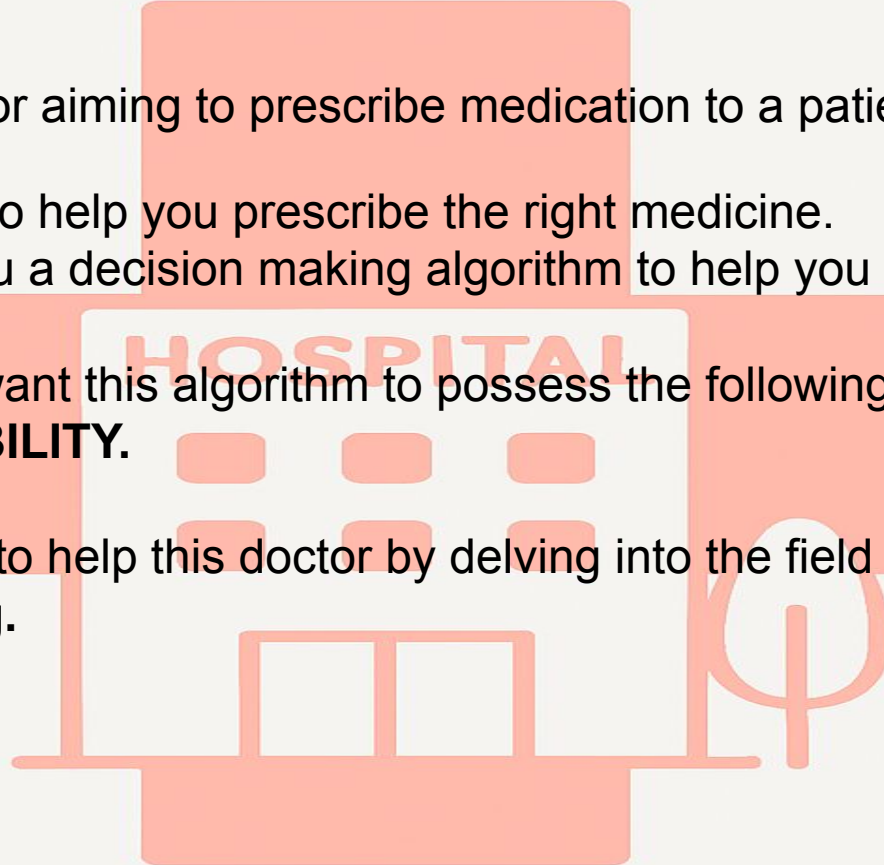 or aiming to prescribe medication to a patie
o help you prescribe the right medicine.
u a decision making algorithm to help you
HOSPITAL
vant this algorithm to possess the following
BILITY.
to help this doctor by delving into the field
g.